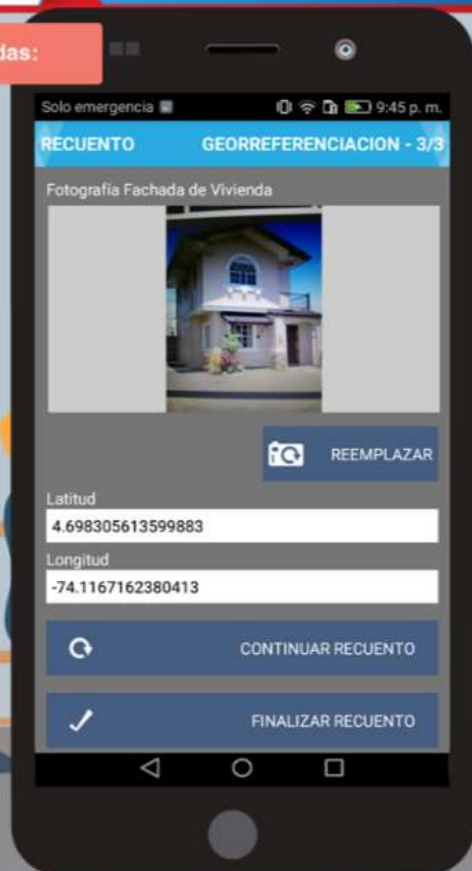 das:
Solo emergencia 9:45 p. m.
RECUENTO GEORREFERENCIACION - 3/3
Fotografía Fachada de Vivienda
REEMPLAZAR
Latitud
4.698305613599883
Longitud
-74.1167162380413
CONTINUAR RECUENTO
FINALIZAR RECUENTO